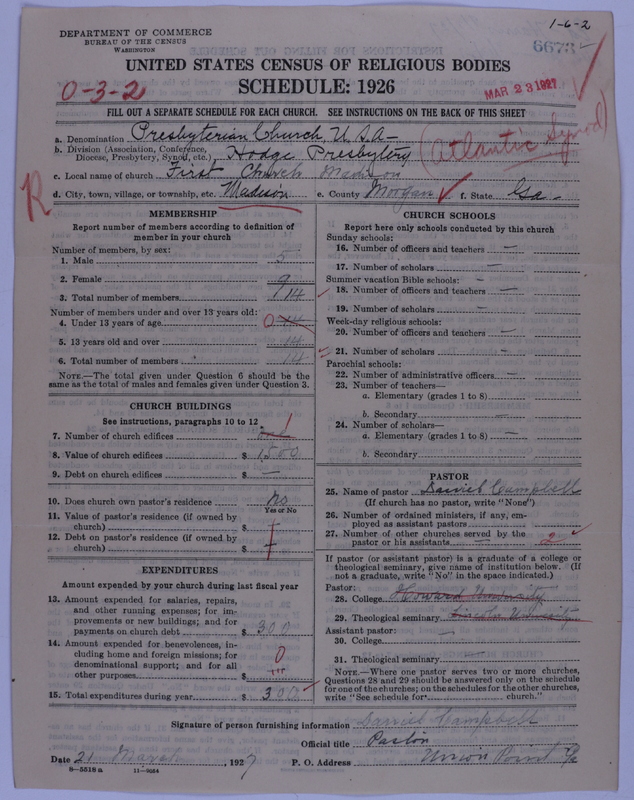 1-6-2
DEPARTMENT OF COMMERCE
BUREAU OF THE CENSUS
WASHINGTON
6673
UNITED STATES CENSUS OF RELIGIOUS BODIES
MAR 23 1927
SCHEDULE: 1926
0-3-2
FILL OUT A SEPARATE SCHEDULE FOR EACH CHURCH. SEE INSTRUCTIONS ON THE BACK OF THIS SHEET
a. Denomination Presbyterian Church, U.S.A-
b. Division (Association, Conference, Diocese, Presbytery, Synod, etc.) Hodge Presbytery (Atlantic Synod)
c. Local name of church First Church Madison
d. City, town, village, or township, etc. Madison e. County Morgan f. State Ga-
R
MEMBERSHIP
Report number of members according to definition of member in your church
Number of members, by sex:
1. Male 5
2. Female 9
3. Total number of members 14
Number of members under and over 13 years old:
4. Under 13 years of age 0 14
5. 13 years old and over 14
6. Total number of members 14
NOTE.—The total given under Question 6 should be the same as the total of males and females given under Question 3.
CHURCH BUILDINGS
See instructions, paragraphs 10 to 12
7. Number of church edifices 1
8. Value of church edifices $ 1500
9. Debt on church edifices $ —
10. Does church own pastor's residence No
Yes or No
11. Value of pastor's residence (if owned by church) $
12. Debt on pastor's residence (if owned by church) $
EXPENDITURES
Amount expended by your church during last fiscal year
13. Amount expended for salaries, repairs, and other running expenses; for improvements or new buildings; and for payments on church debt $ 300
14. Amount expended for benevolences, including home and foreign missions; for denominational support; and for all other purposes $ 0
15. Total expenditures during year $ 300
CHURCH SCHOOLS
Report here only schools conducted by this church
Sunday schools:
16. Number of officers and teachers —
17. Number of scholars —
Summer vacation Bible schools: —
18. Number of officers and teachers —
19. Number of scholars —
Week-day religious schools:
20. Number of officers and teachers —
21. Number of scholars —
Parochial schools:
22. Number of administrative officers —
23. Number of teachers—
a. Elementary (grades 1 to 8) —
b. Secondary —
24. Number of scholars—
a. Elementary (grades 1 to 8) —
b. Secondary
PASTOR
25. Name of pastor Campbell
(If church has no pastor, write "None")
26. Number of ordained ministers, if any, employed as assistant pastors
27. Number of other churches served by the pastor or his assistants 2
If pastor (or assistant pastor) is a graduate of a college or theological seminary, give name of institution below. (If not a graduate, write "No" in the space indicated.)
Pastor:
28. College Howard University
29. Theological seminary Lincoln University
Assistant pastor: —
30. College
31. Theological seminary
NOTE.—Where one pastor serves two or more churches, Questions 28 and 29 should be answered only on the schedule for one of the churches; on the schedules for the other churches, write "See schedule for church."
Signature of person furnishing information Campbell
Official title Pastor
Date 21 March, 1927 P. O. Address Union Point Ga
8—5518 a 11—9064